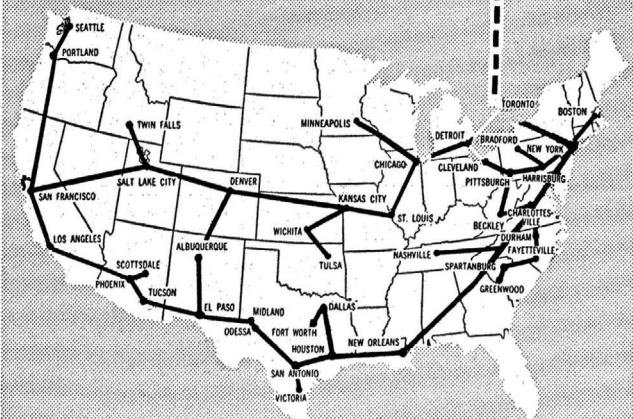 SEATTLE
PORTLAND
TORONTO
BOSTON
TWIN FALLS
MINNEAPOLIS
DETROIT
BRADFORD
NEW YORK
CHICAGO
CLEVELAND
SALT LAKE CITY
DENVER
PITTSBURGH
HARRISBURG
SAN FRANCISCO
KANSAS CITY
ST. LOUIS
CHARLOTTES-
VILLE
BECKLEY
WICHITA
LOS ANGELES
ALBUQUERQUE
DURHAM
NASHVILLE
FAYETTEVILLE
SCOTTSDALE
TULSA
SPARTANBURG
PHOENIX
TUCSON
GREENWOOD
EL PASO
MIDLAND
DALLAS
ODESSA
FORT WORTH
HOUSTON
NEW ORLEANS
SAN ANTONIO
VICTORIA